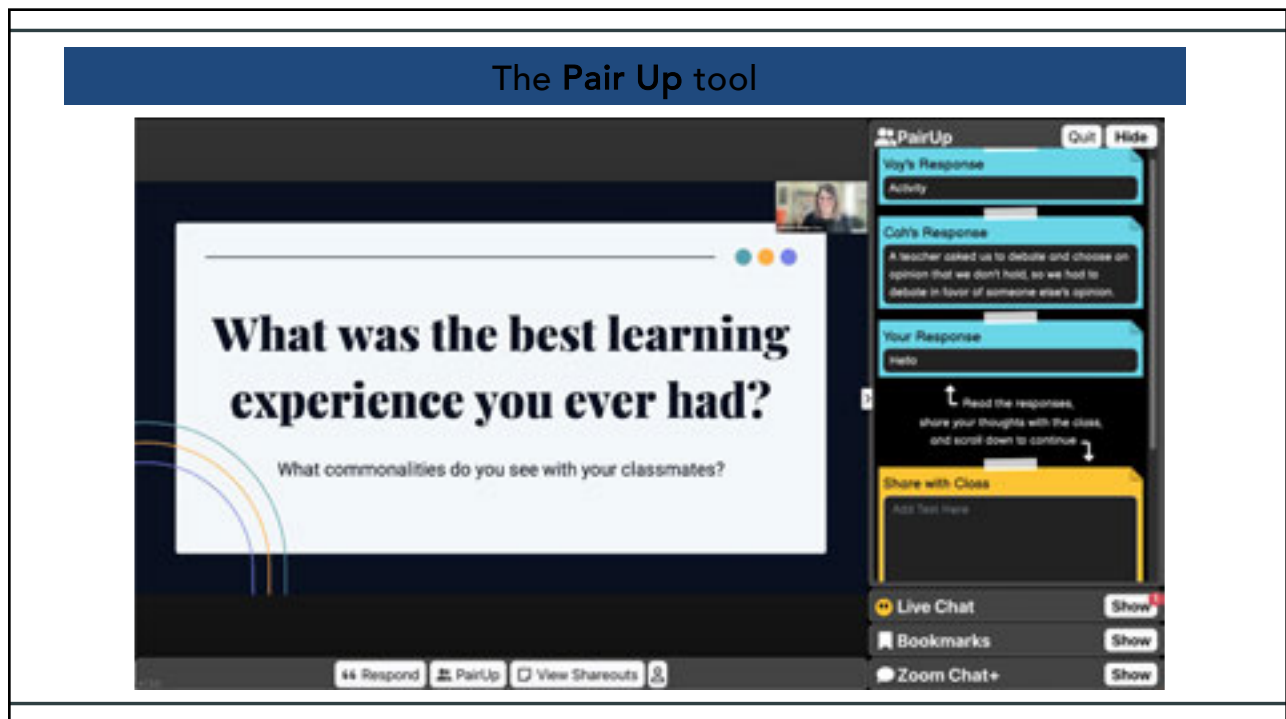 The Pair Up tool
PairUp
Quit
Hide
Voy's Response
Activity
Coh's Response
A teacher asked us to debate and choose an
opinion that we don't hold, so we had to
debate in favor of someone else's opinion.
Your Response
Hello
Read the responses,
share your thoughts with the class,
and scroll down to continue
Share with Class
Add Text Here
What was the best learning
experience you ever had?
What commonalities do you see with your classmates?
Live Chat
Show
Bookmarks
Show
Zoom Chat+
Show
Respond
PairUp
View Shareouts